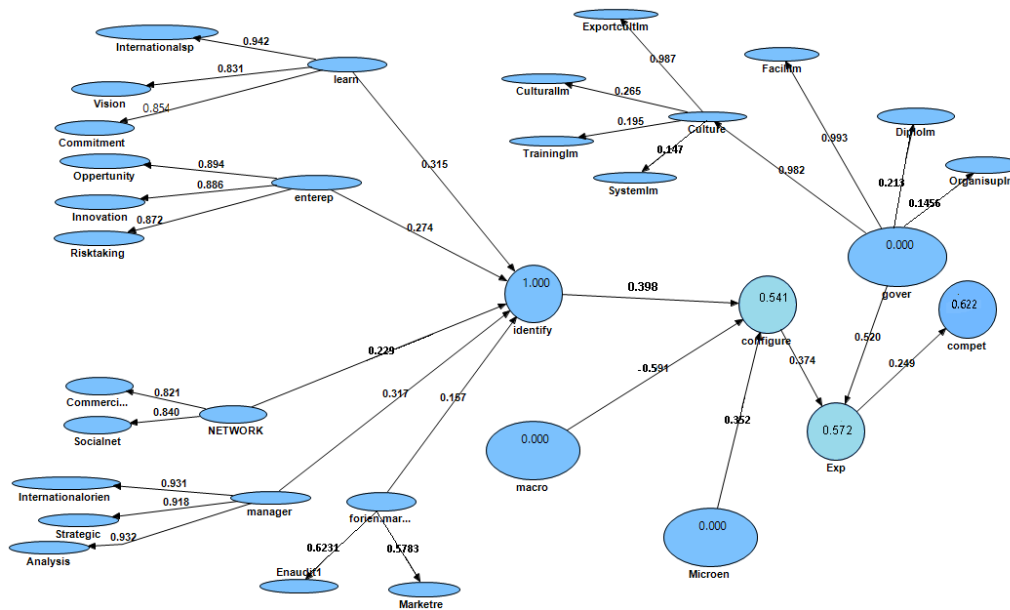 ExportcultIm
Internationalsp
0.942
learn
0.831
Vision
0.854
Commitment
0.987
FacilIm
CulturalIm
0.265
Culture
0.195
TrainingIm
0.147
SystemIm
0.993
DiploIm
0.982
0.213
OrganisupIm
0.1456
Oppertunity
0.894
0.886
enterep
Innovation
0.872
Risktaking
0.315
0.274
0.000
gover
1.000
identify
0.398
0.541
configure
0.622
compet
0.520
0.374
0.249
0.229
-0.591
0.317
0.167
0.352
0.572
Exp
0.821
Commerci...
0.840
Socialnet
NETWORK
0.000
macro
0.931
Internationalorien
0.918
manager
Strategic
0.932
Analysis
forien.mar...
0.000
Microen
0.6231
0.5783
Enaudit1
Marketre